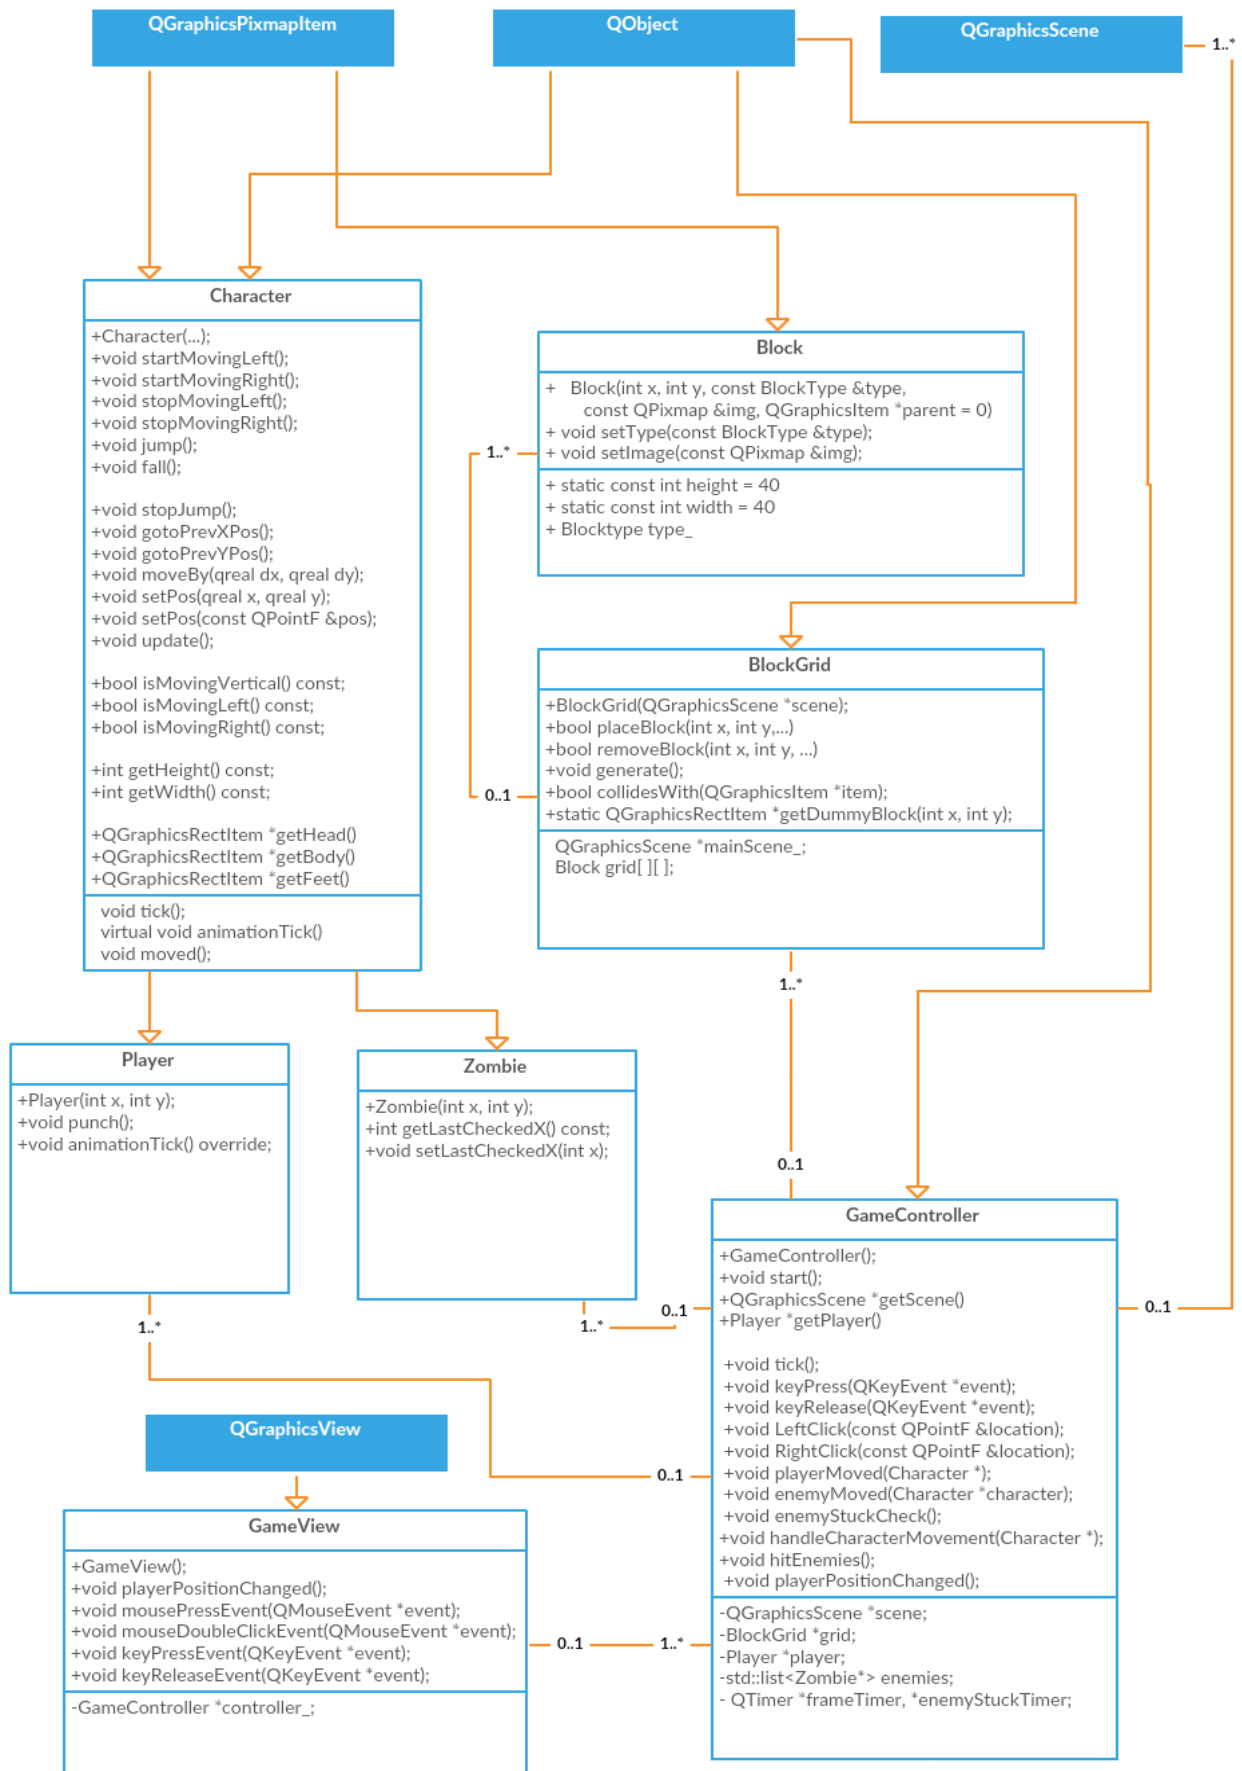 QGraphicsPixmapItem
QObject
QGraphicsScene
1..*
Character
+Character(...);
+void startMovingLeft();
+void startMovingRight();
+void stopMovingLeft();
+void stopMovingRight();
+void jump();
+void fall();
+void stopJump();
+void gotoPrevXPos();
+void gotoPrevYPos();
+void moveBy(qreal dx, qreal dy);
+void setPos(qreal x, qreal y);
+void setPos(const QPointF &pos);
+void update();
+bool isMovingVertical() const;
+bool isMovingLeft() const;
+bool isMovingRight() const;
+int getHeight() const;
+int getWidth() const;
+QGraphicsRectItem *getHead()
+QGraphicsRectItem *getBody()
+QGraphicsRectItem *getFeet()
void tick();
virtual void animationTick()
void moved();
Block
+ Block(int x, int y, const BlockType &type,
const QPixmap &img, QGraphicsItem *parent = 0)
+ void setType(const BlockType &type);
+ void setImage(const QPixmap &img);
+ static const int height = 40
+ static const int width = 40
+ Blocktype type_
1..*
0..1
BlockGrid
+BlockGrid(QGraphicsScene *scene);
+bool placeBlock(int x, int y,...)
+bool removeBlock(int x, int y, ...)
+void generate();
+bool collidesWith(QGraphicsItem *item);
+static QGraphicsRectItem *getDummyBlock(int x, int y);
QGraphicsScene *mainScene_;
Block grid[ ][ ];
1..*
0..1
Player
+Player(int x, int y);
+void punch();
+void animationTick() override;
1..*
Zombie
+Zombie(int x, int y);
+int getLastCheckedX() const;
+void setLastCheckedX(int x);
1..*
0..1
GameController
+GameController();
+void start();
+QGraphicsScene *getScene()
+Player *getPlayer()
+void tick();
+void keyPress(QKeyEvent *event);
+void keyRelease(QKeyEvent *event);
+void LeftClick(const QPointF &location);
+void RightClick(const QPointF &location);
+void playerMoved(Character *);
+void enemyMoved(Character *character);
+void enemyStuckCheck();
+void handleCharacterMovement(Character *);
+void hitEnemies();
+void playerPositionChanged();
-QGraphicsScene *scene;
-BlockGrid *grid;
-Player *player;
-std::list<Zombie*> enemies;
- QTimer *frameTimer, *enemyStuckTimer;
0..1
0..1
QGraphicsView
GameView
+GameView();
+void playerPositionChanged();
+void mousePressEvent(QMouseEvent *event);
+void mouseDoubleClickEvent(QMouseEvent *event);
+void keyPressEvent(QKeyEvent *event);
+void keyReleaseEvent(QKeyEvent *event);
-GameController *controller_;
0..1
1..*